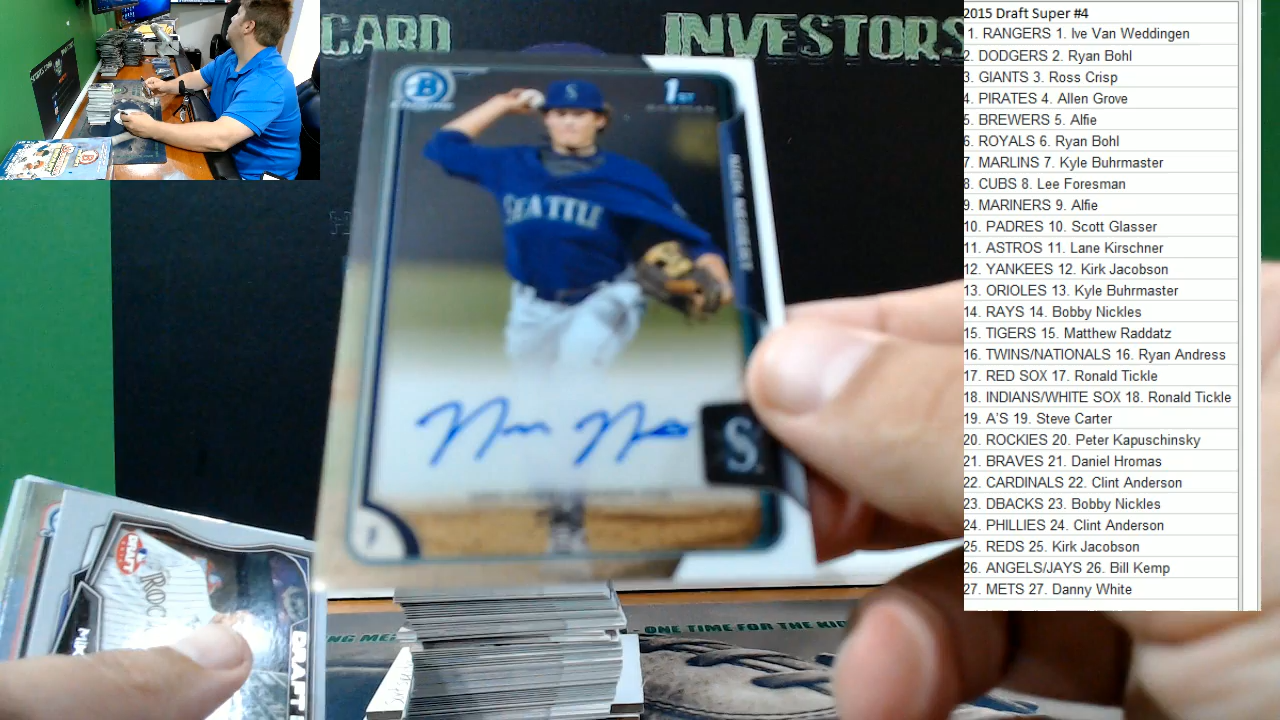 CARD INVESTORS
B
1ST
BOWMAN
S
SEATTLE
NICK NEIDERT
S
P
DRAFT
ONE TIME FOR THE
2015 Draft Super #4
1. RANGERS 1. Ive Van Weddingen
2. DODGERS 2. Ryan Bohl
3. GIANTS 3. Ross Crisp
4. PIRATES 4. Allen Grove
5. BREWERS 5. Alfie
6. ROYALS 6. Ryan Bohl
7. MARLINS 7. Kyle Buhrmaster
8. CUBS 8. Lee Foresman
9. MARINERS 9. Alfie
10. PADRES 10. Scott Glasser
11. ASTROS 11. Lane Kirschner
12. YANKEES 12. Kirk Jacobson
13. ORIOLES 13. Kyle Buhrmaster
14. RAYS 14. Bobby Nickles
15. TIGERS 15. Matthew Raddatz
16. TWINS/NATIONALS 16. Ryan Andress
17. RED SOX 17. Ronald Tickle
18. INDIANS/WHITE SOX 18. Ronald Tickle
19. A'S 19. Steve Carter
20. ROCKIES 20. Peter Kapuschinsky
21. BRAVES 21. Daniel Hromas
22. CARDINALS 22. Clint Anderson
23. DBACKS 23. Bobby Nickles
24. PHILLIES 24. Clint Anderson
25. REDS 25. Kirk Jacobson
26. ANGELS/JAYS 26. Bill Kemp
27. METS 27. Danny White